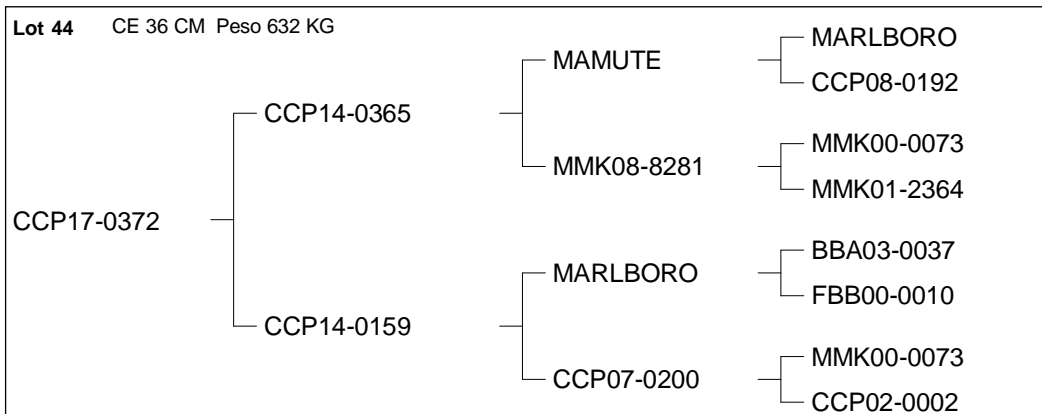 Lot 44 CE 36 CM Peso 632 KG
MARLBORO
MAMUTE
CCP08-0192
CCP14-0365
MMK00-0073
MMK08-8281
MMK01-2364
CCP17-0372
BBA03-0037
MARLBORO
FBB00-0010
CCP14-0159
MMK00-0073
CCP07-0200
CCP02-0002